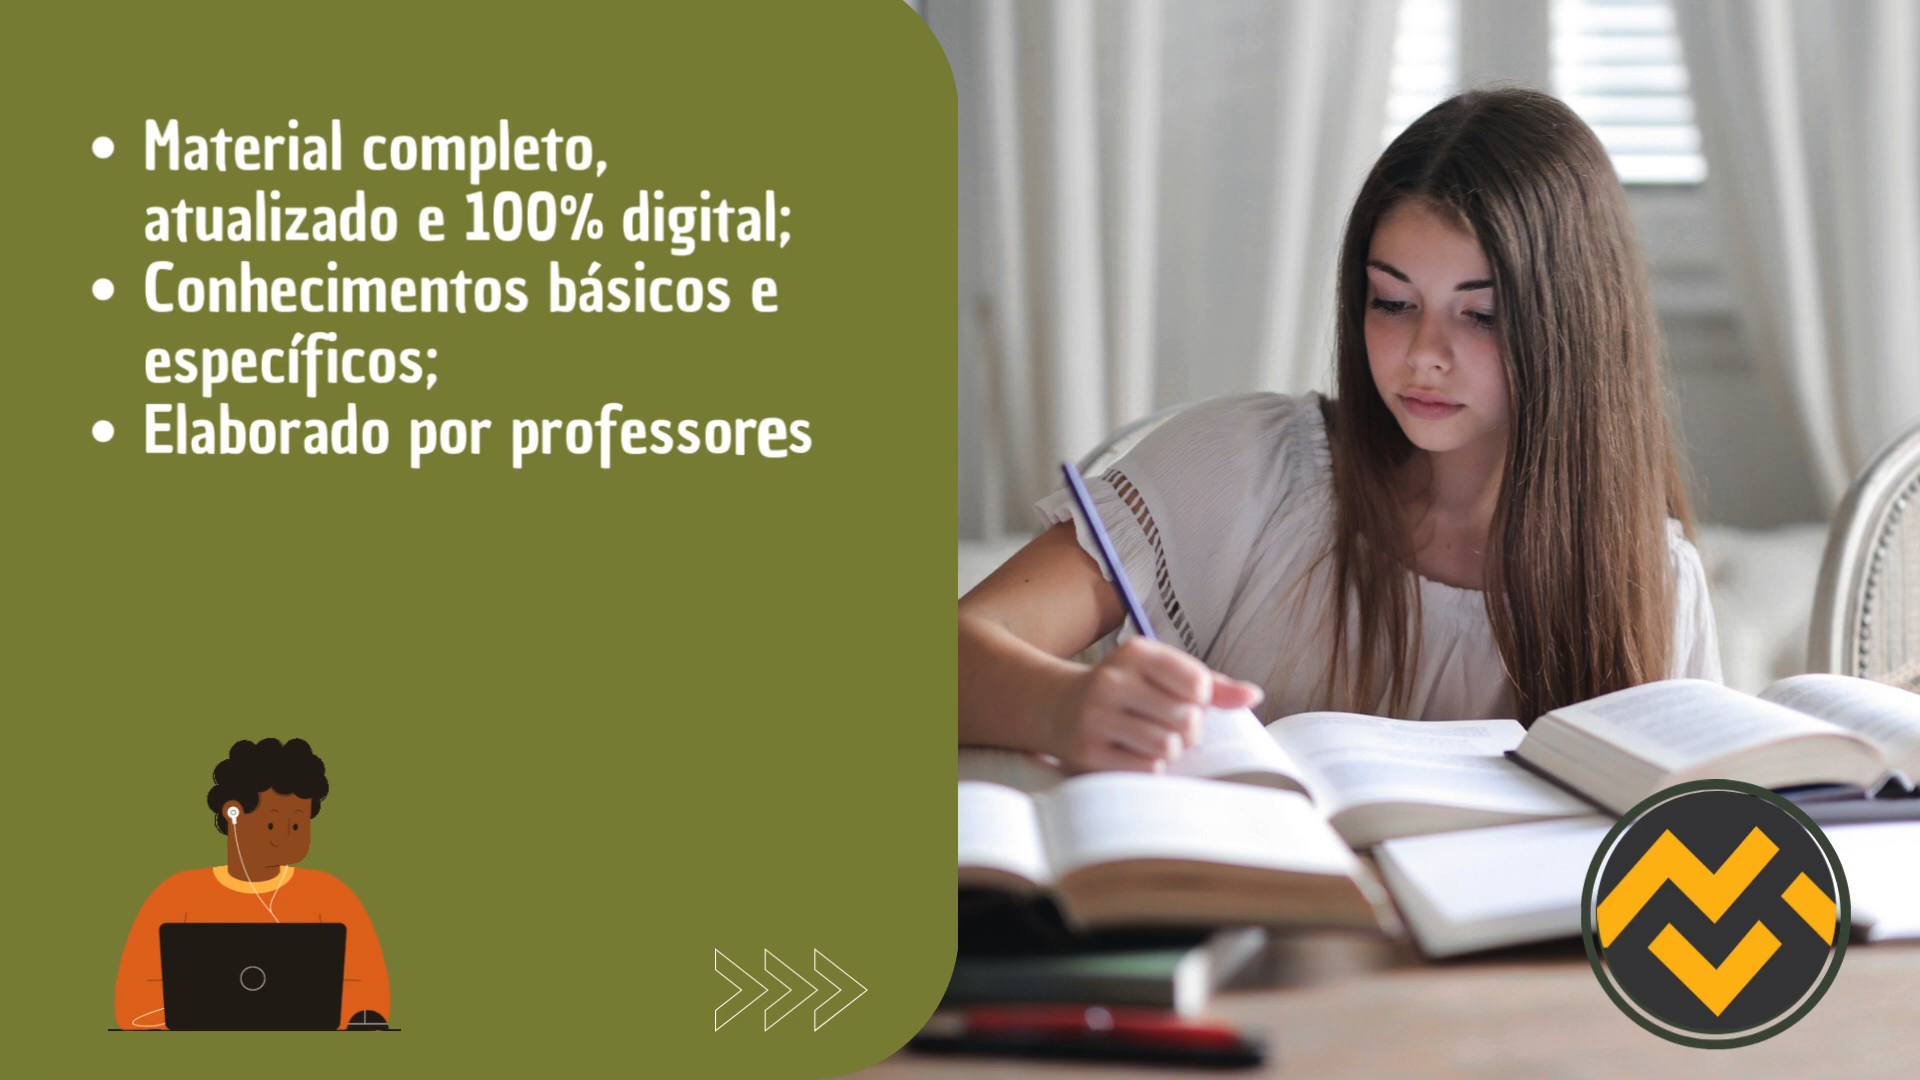 • Material completo,
atualizado e 100% digital;
• Conhecimentos básicos e
específicos;
• Elaborado por professores